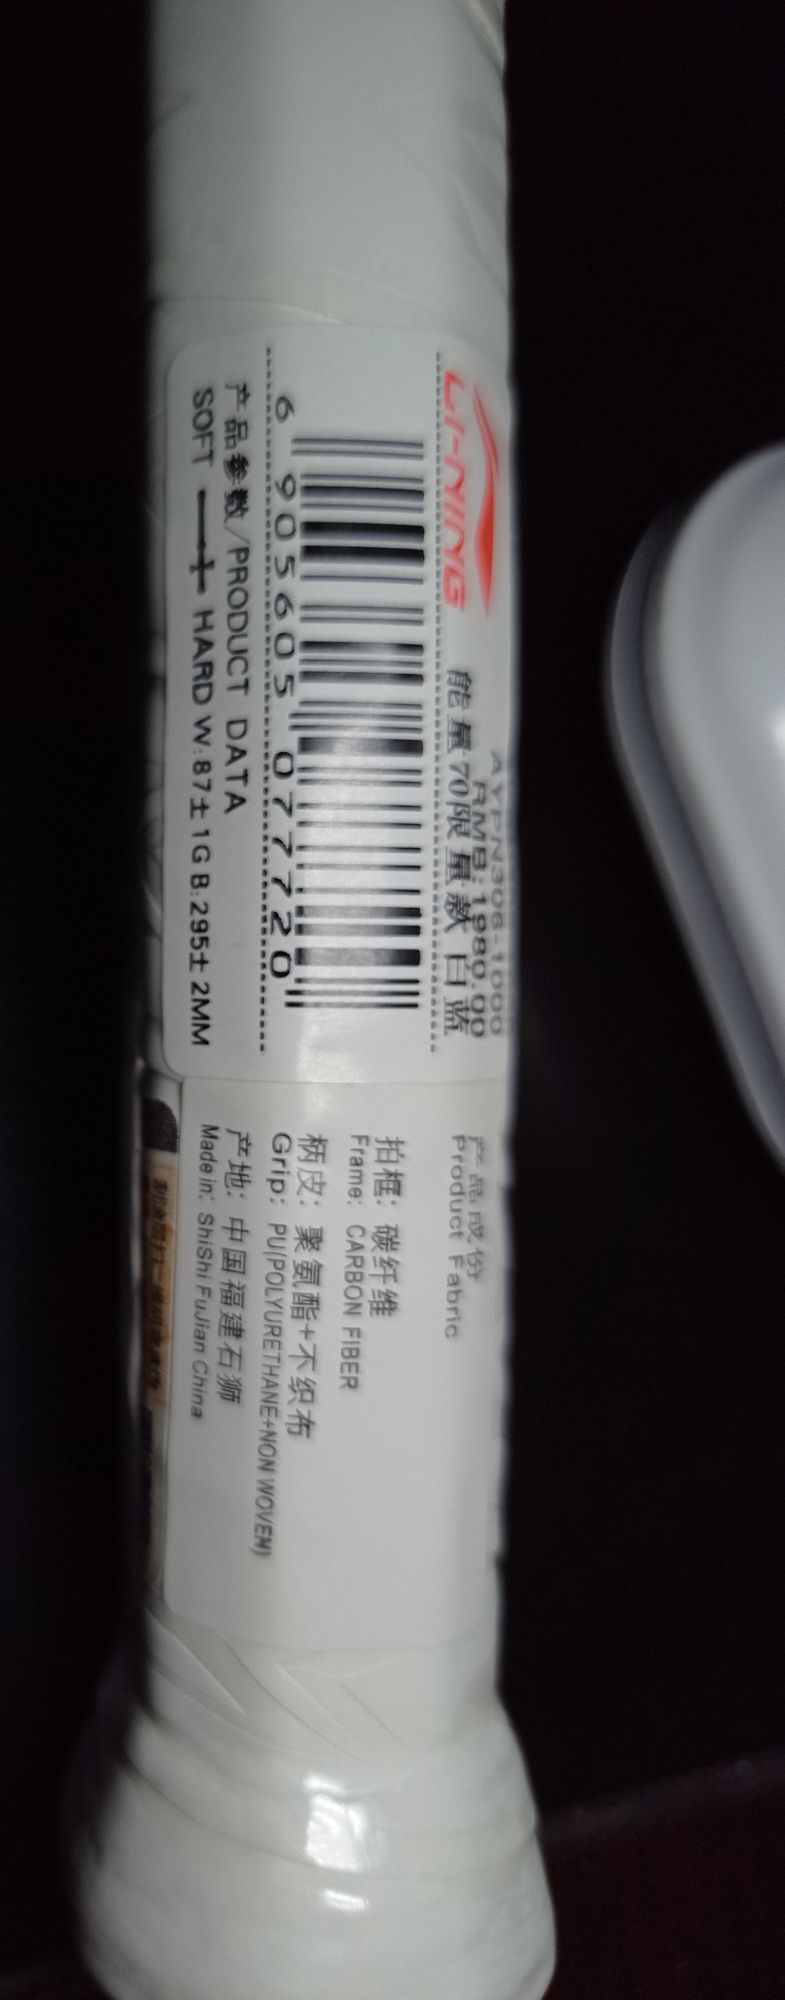 LI-NING
AYPN306-1000
RMB: 1980.00
能量70限量款 白蓝
6 905605 077720
产品参数/PRODUCT DATA
SOFT HARD W:87±1G B:295±2MM
产品成份
Product Fabric
拍框: 碳纤维
Frame: CARBON FIBER
柄皮: 聚氨酯+不织布
Grip: PU(POLYURETHANE+NON WOVEN)
产地: 中国福建石狮
Made in: ShiShi FuJian China